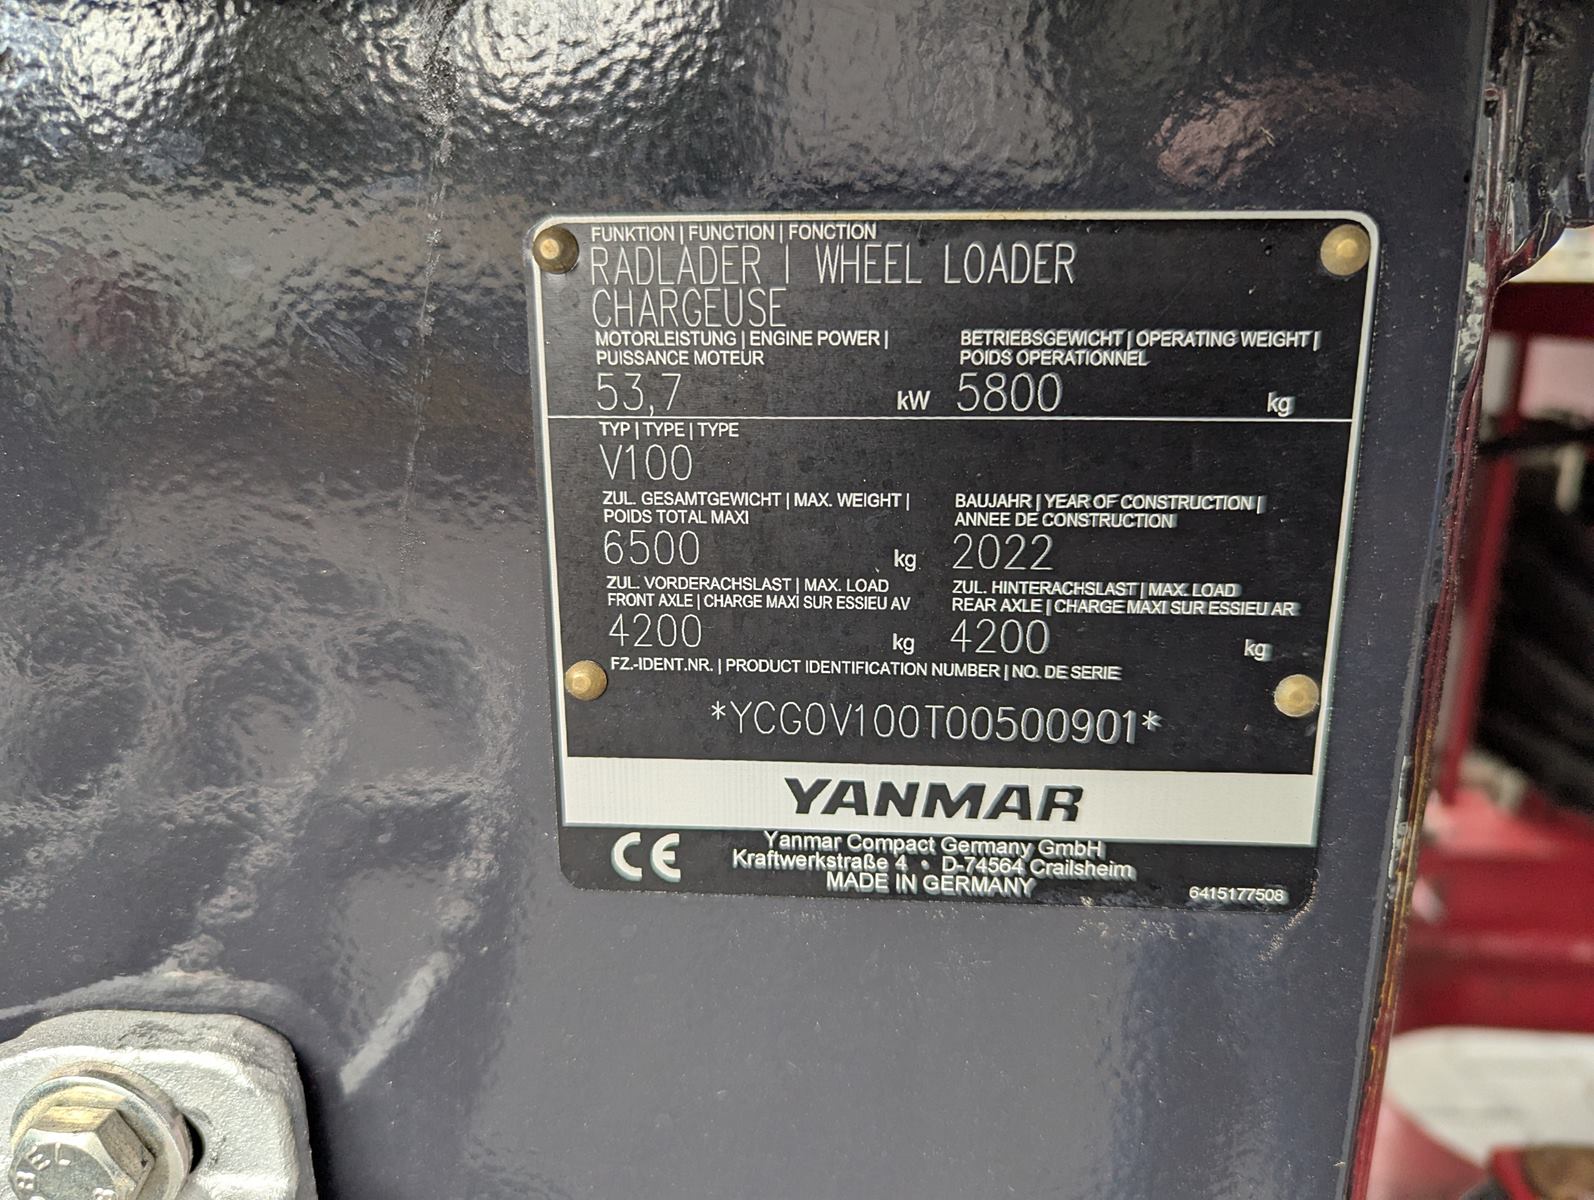 FUNKTION | FUNCTION | FONCTION
RADLADER | WHEEL LOADER
CHARGEUSE
MOTORLEISTUNG | ENGINE POWER | BETRIEBSGEWICHT | OPERATING WEIGHT |
PUISSANCE MOTEUR POIDS OPERATIONNEL
53,7 kW 5800 kg
TYP | TYPE | TYPE
V100
ZUL. GESAMTGEWICHT | MAX. WEIGHT | BAUJAHR | YEAR OF CONSTRUCTION |
POIDS TOTAL MAXI ANNEE DE CONSTRUCTION
6500 kg 2022
ZUL. VORDERACHSLAST | MAX. LOAD ZUL. HINTERACHSLAST | MAX. LOAD
FRONT AXLE | CHARGE MAXI SUR ESSIEU AV REAR AXLE | CHARGE MAXI SUR ESSIEU AR
4200 kg 4200 kg
FZ.-IDENT.NR. | PRODUCT IDENTIFICATION NUMBER | NO. DE SERIE
*YCG0V100T00500901*
YANMAR
CE Yanmar Compact Germany GmbH
Kraftwerkstraße 4 • D-74564 Crailsheim
MADE IN GERMANY 6415177508